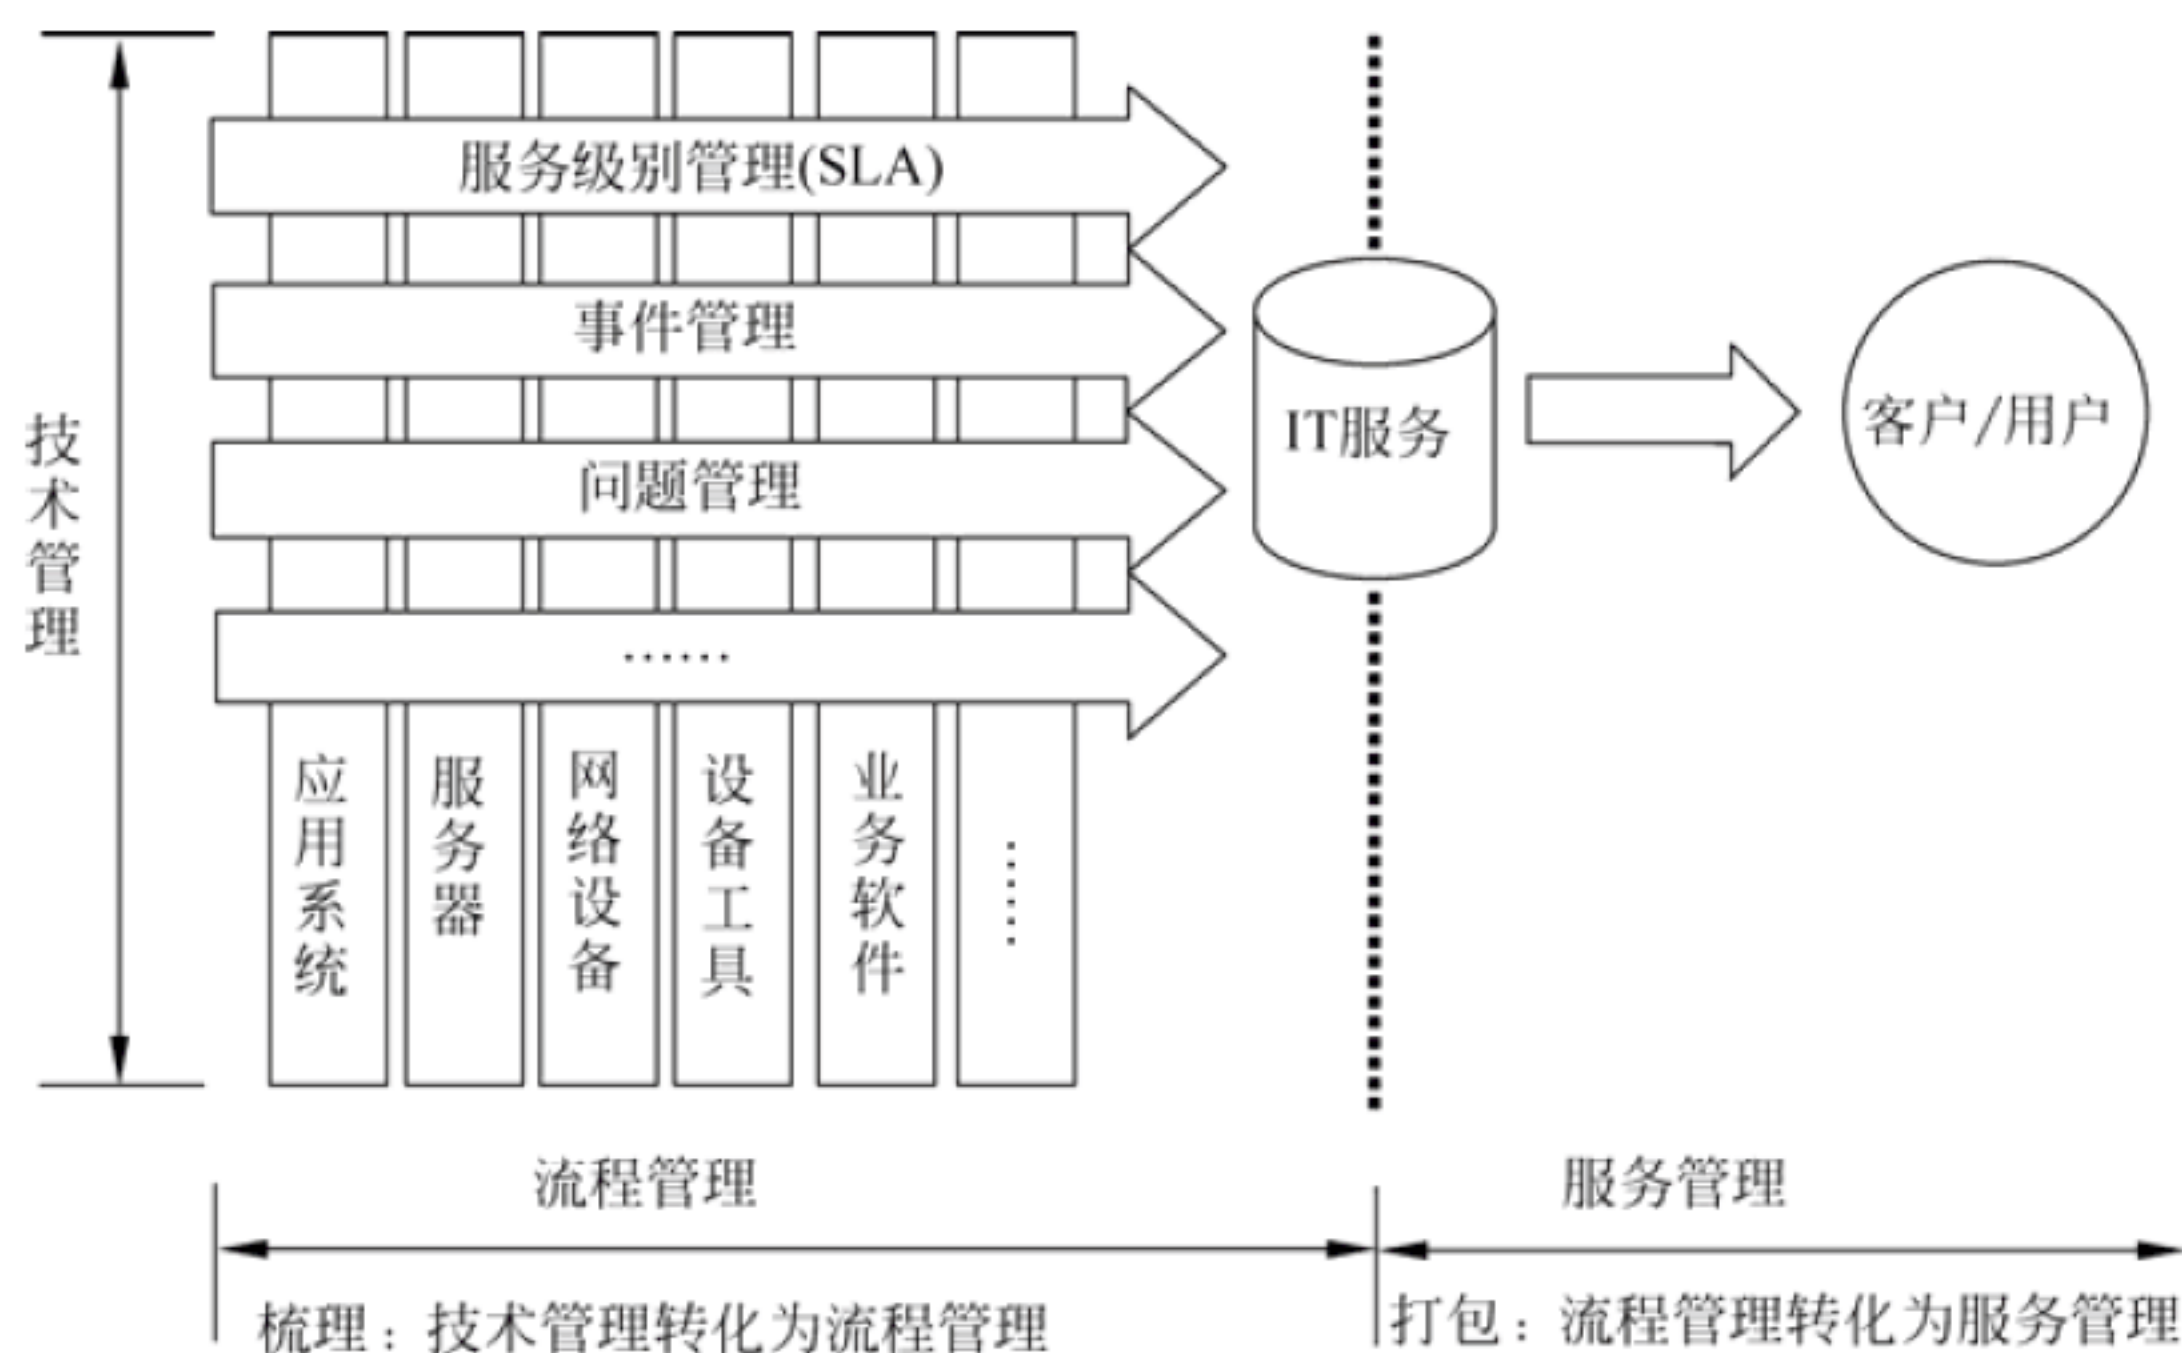 服务级别管理(SLA)
事件管理
问题管理
……
技术管理
IT服务
客户/用户
应用系统
服务器
网络设备
设备工具
业务软件
……
流程管理
服务管理
梳理：技术管理转化为流程管理
打包：流程管理转化为服务管理